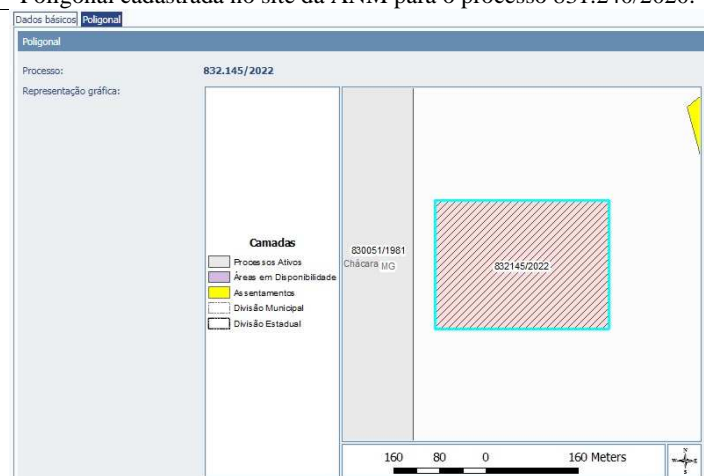 Poligonal cadastrada no site da ANM para o processo 831.240/2020.
Dados básicos Poligonal
Poligonal
Processo: 832.145/2022
Representação gráfica:
Camadas
Processos Ativos
Áreas em Disponibilidade
Assentamentos
Divisão Municipal
Divisão Estadual
830051/1981
Chácara MG
832145/2022
160 80 0 160 Meters
N
S